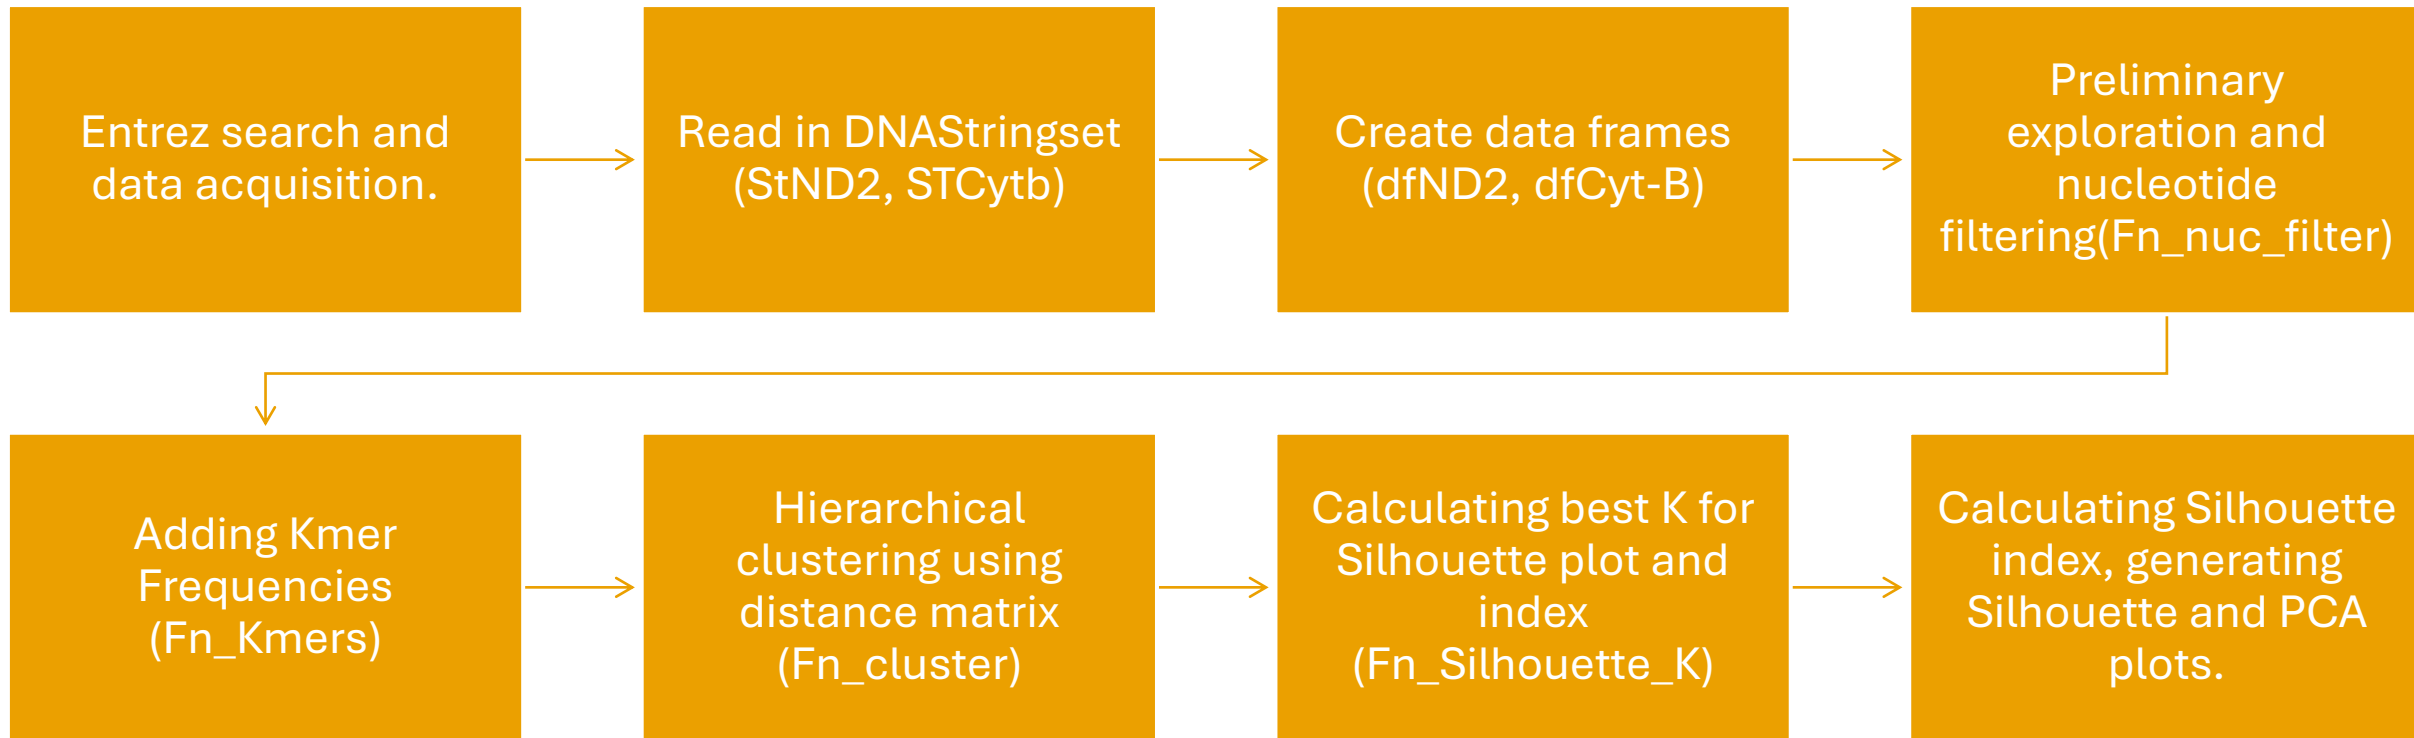 Entrez search and
data acquisition.
Read in DNAStringset
(StND2, STCytb)
Create data frames
(dfND2, dfCyt-B)
Preliminary
exploration and
nucleotide
filtering(Fn_nuc_filter)
Adding Kmer
Frequencies
(Fn_Kmers)
Hierarchical
clustering using
distance matrix
(Fn_cluster)
Calculating best K for
Silhouette plot and
index
(Fn_Silhouette_K)
Calculating Silhouette
index, generating
Silhouette and PCA
plots.